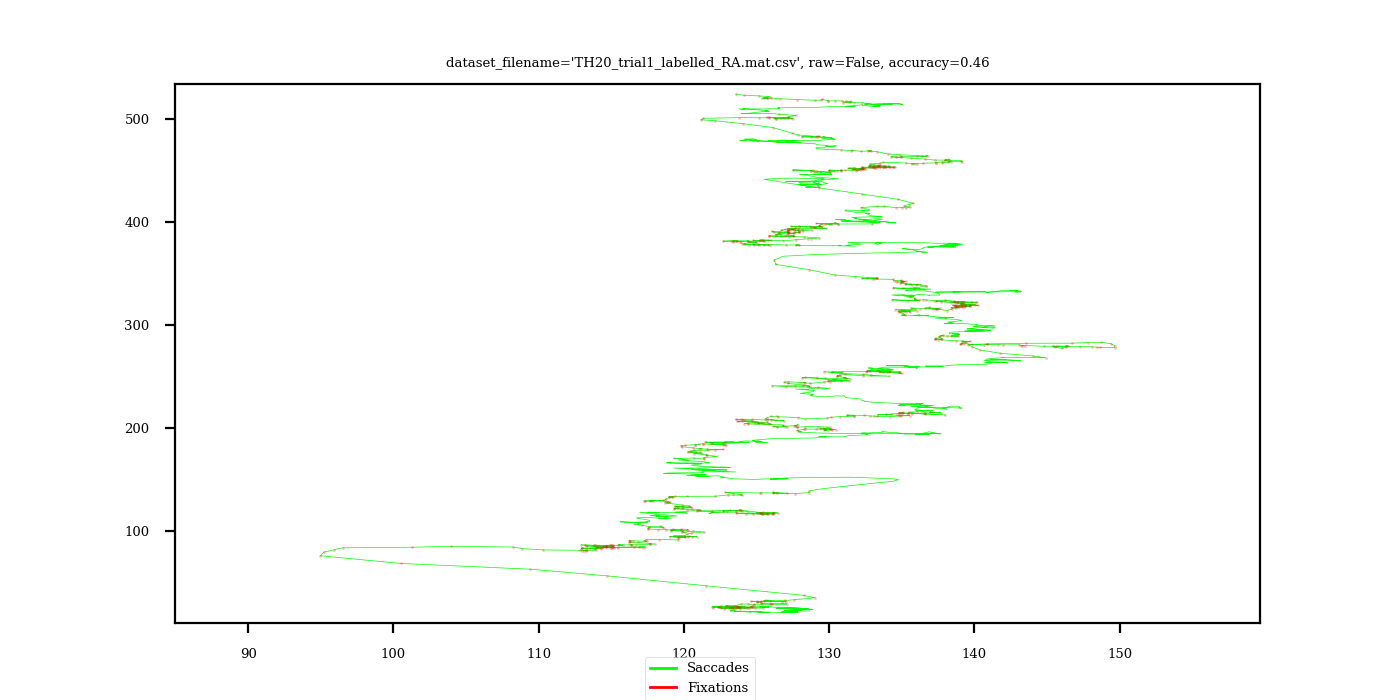 dataset_filename='TH20_trial1_labelled_RA.mat.csv', raw=False, accuracy=0.46
500
400
300
200
100
90 100 110 120 130 140 150
Saccades
Fixations